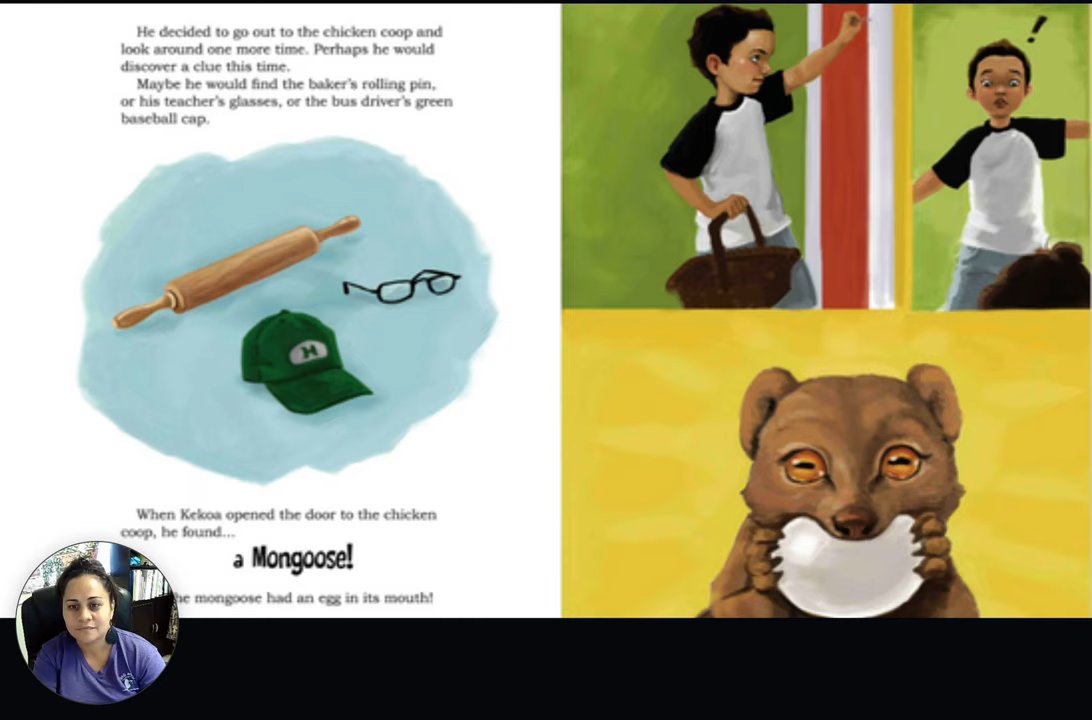 He decided to go out to the chicken coop and
look around one more time. Perhaps he would
discover a clue this time.
Maybe he would find the baker's rolling pin,
or his teacher's glasses, or the bus driver's green
baseball cap.
H
When Kekoa opened the door to the chicken
coop, he found...
a Mongoose!
he mongoose had an egg in its mouth!
!